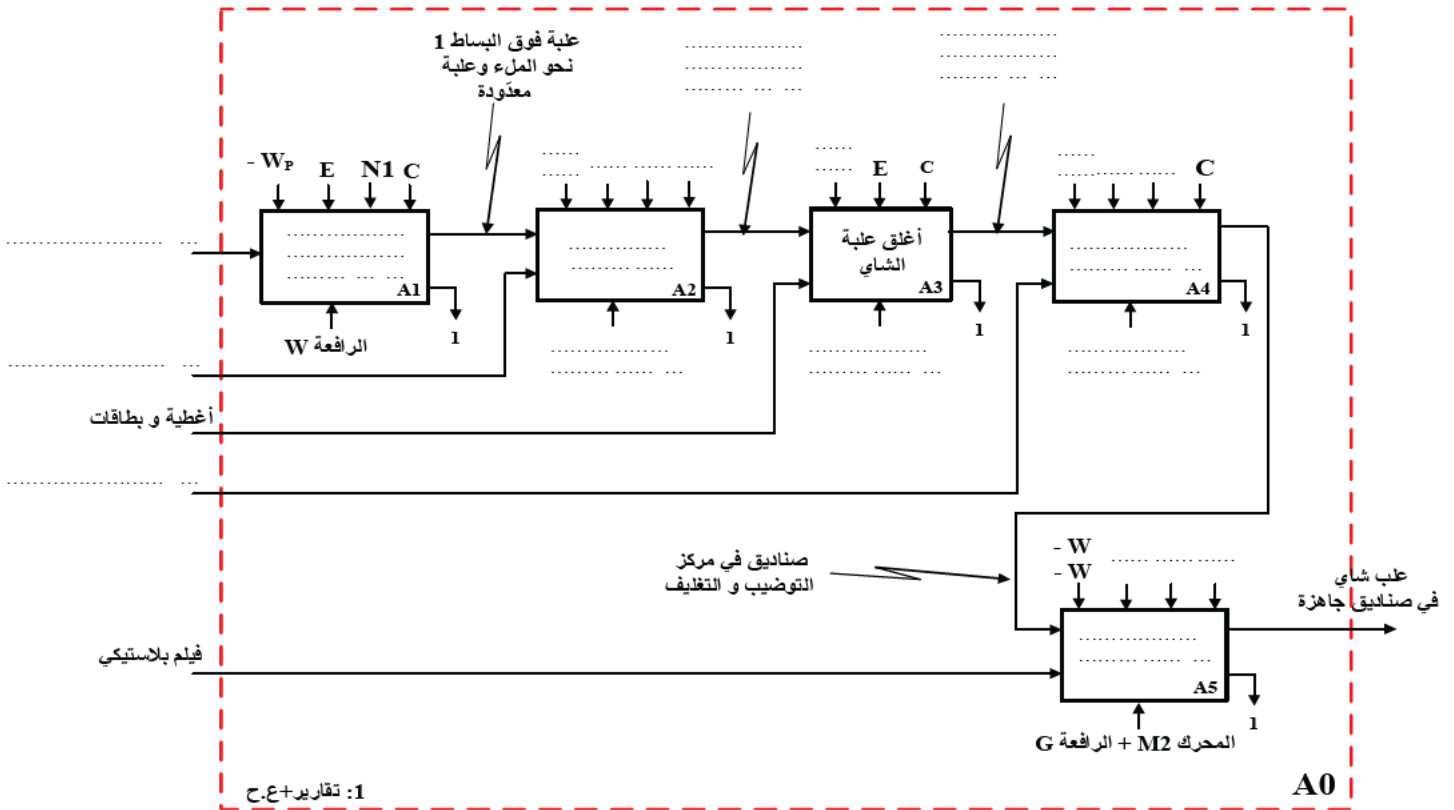 علبة فوق البساط 1
نحو الملء وعلبة
معدّودة
- Wₚ
E
N1
C
E
C
C
A1
A2
أغلق علبة
الشاي
A3
A4
الرافعة W
1
1
1
1
أغطية و بطاقات
صناديق في مركز
التوضيب و التغليف
- W
- W
علب شاي
في صناديق جاهزة
فيلم بلاستيكي
A5
1
المحرك M2 + الرافعة G
1: تقارير+ع.ح
A0